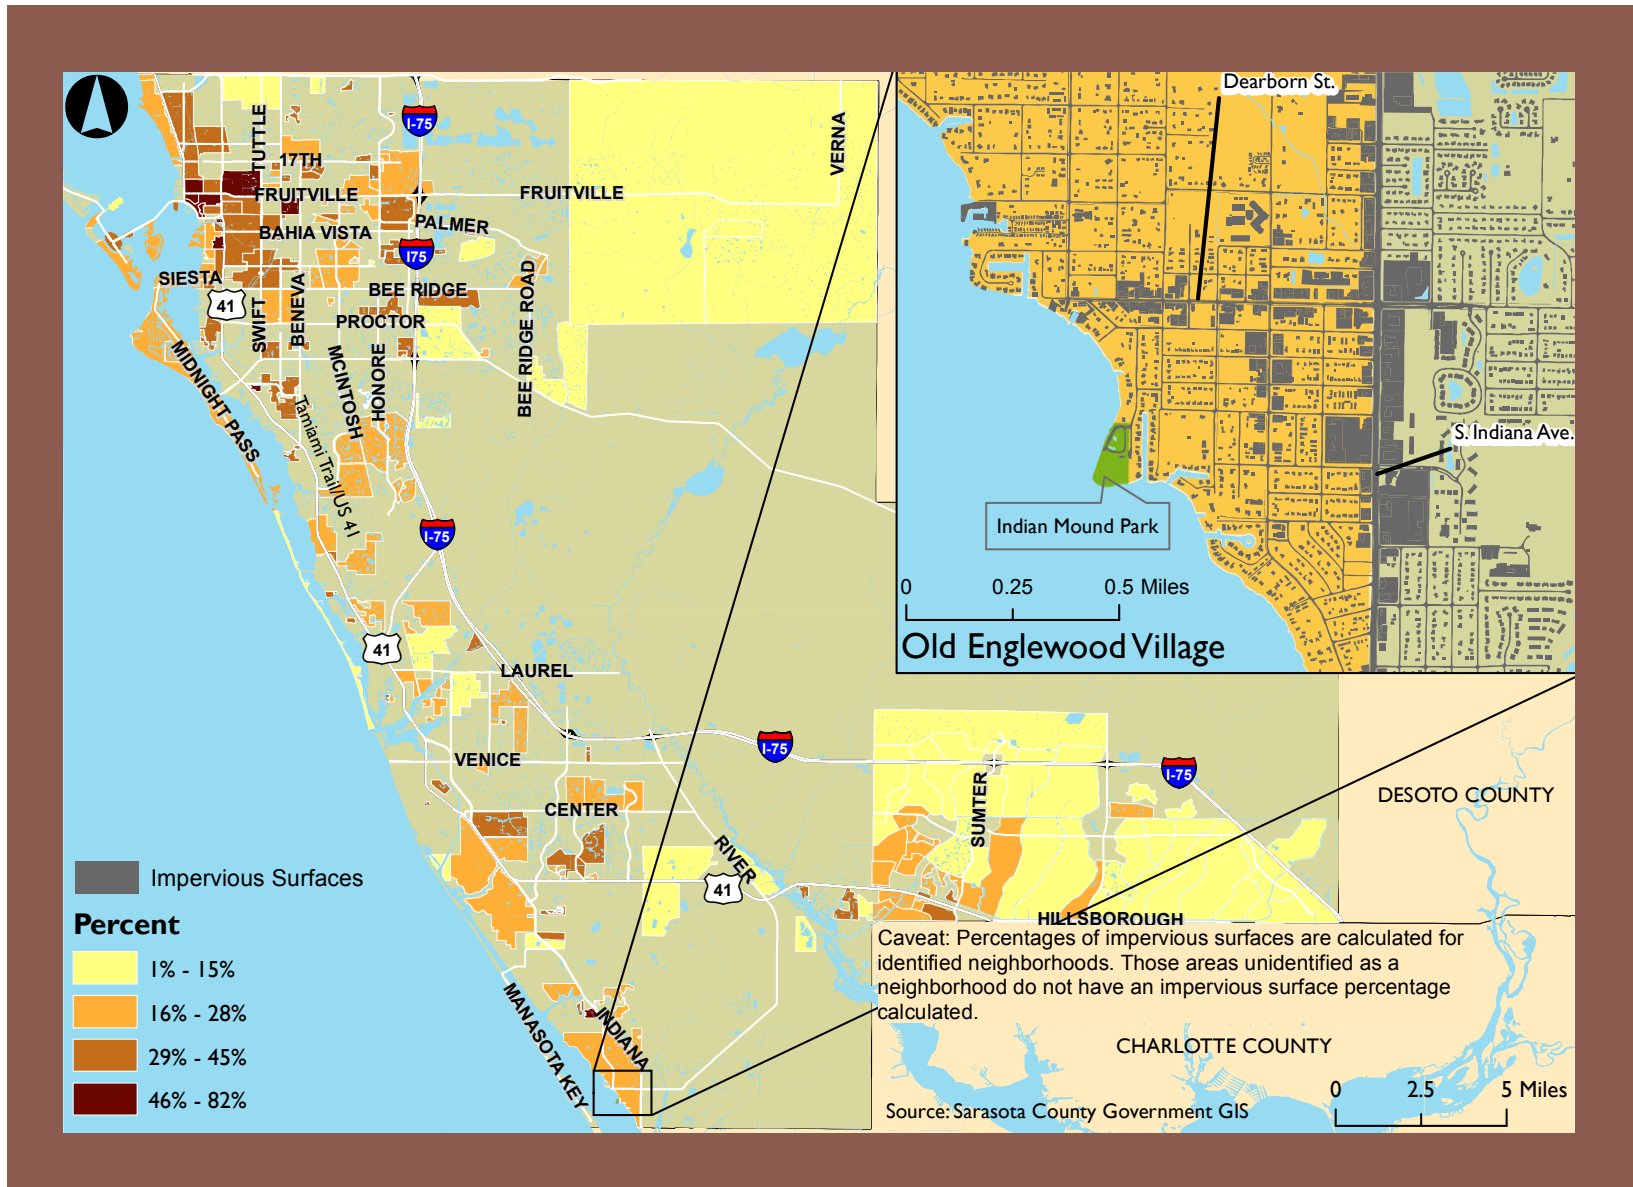 I-75
TUTTLE
17TH
FRUITVILLE
FRUITVILLE
VERNA
PALMER
BAHIA VISTA
I75
SIESTA
41
BEE RIDGE
SWIFT
BENEVA
PROCTOR
BEE RIDGE ROAD
MIDNIGHT PASS
MCINTOSH
HONORE
Tamiami Trail/US 41
I-75
41
LAUREL
VENICE
I-75
CENTER
SUMTER
I-75
RIVER
41
HILLSBOROUGH
MANASOTA KEY
INDIANA
DESOTO COUNTY
CHARLOTTE COUNTY
Dearborn St.
S. Indiana Ave.
Indian Mound Park
0 0.25 0.5 Miles
Old Englewood Village
Impervious Surfaces
Percent
1% - 15%
16% - 28%
29% - 45%
46% - 82%
Caveat: Percentages of impervious surfaces are calculated for
identified neighborhoods. Those areas unidentified as a
neighborhood do not have an impervious surface percentage
calculated.
Source: Sarasota County Government GIS
0 2.5 5 Miles